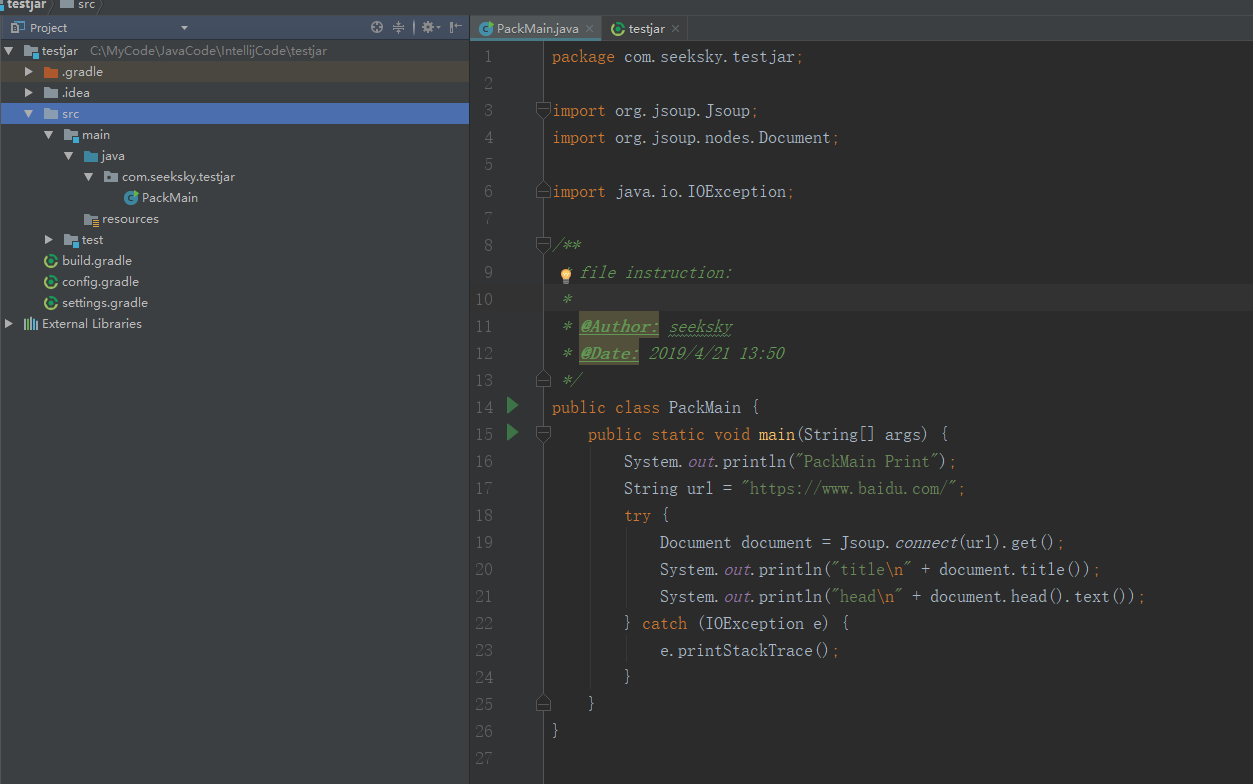 testjar src
Project
testjar C:\MyCode\JavaCode\IntellijCode\testjar
.gradle
.idea
src
main
java
com.seeksky.testjar
PackMain
resources
test
build.gradle
config.gradle
settings.gradle
External Libraries
PackMain.java testjar
1 package com.seeksky.testjar;
2
3 import org.jsoup.Jsoup;
4 import org.jsoup.nodes.Document;
5
6 import java.io.IOException;
7
8 /**
9 file instruction:
10 *
11 * @Author: seeksky
12 * @Date: 2019/4/21 13:50
13 */
14 public class PackMain {
15 public static void main(String[] args) {
16 System.out.println("PackMain Print");
17 String url = "https://www.baidu.com/";
18 try {
19 Document document = Jsoup.connect(url).get();
20 System.out.println("title\n" + document.title());
21 System.out.println("head\n" + document.head().text());
22 } catch (IOException e) {
23 e.printStackTrace();
24 }
25 }
26 }
27